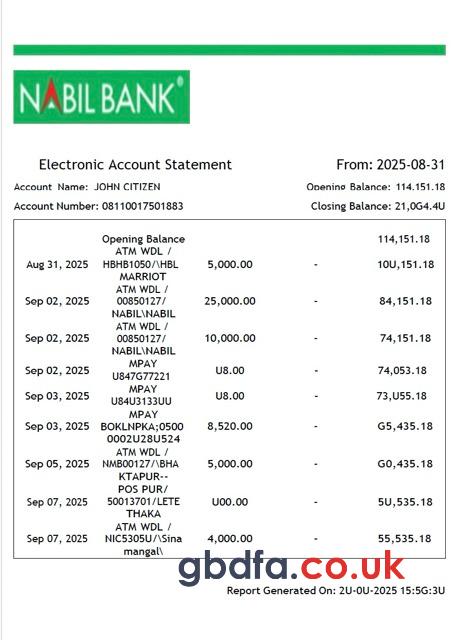 NABIL BANK®
Electronic Account Statement From: 2025-08-31
Account Name: JOHN CITIZEN Opening Balance: 114,151.18
Account Number: 08110017501883 Closing Balance: 21,0G4.4U
Opening Balance 114,151.18
ATM WDL /
Aug 31, 2025 HBHB1050/\HBL 5,000.00 - 10U,151.18
MARRIOT
ATM WDL /
Sep 02, 2025 00850127/ 25,000.00 - 84,151.18
NABIL\NABIL
ATM WDL /
Sep 02, 2025 00850127/ 10,000.00 - 74,151.18
NABIL\NABIL
MPAY
Sep 02, 2025 U847G77221 U8.00 - 74,053.18
MPAY
Sep 03, 2025 U84U3133UU U8.00 - 73,U55.18
MPAY
Sep 03, 2025 BOKLNPKA;0500 8,520.00 - G5,435.18
0002U28U524
ATM WDL /
Sep 05, 2025 NMB00127/\BHA 5,000.00 - G0,435.18
KTAPUR--
POS PUR/
Sep 07, 2025 50013701/LETE U00.00 - 5U,535.18
THAKA
ATM WDL /
Sep 07, 2025 NIC5305U/\Sina 4,000.00 - 55,535.18
mangal\
gbdfa.co.uk
Report Generated On: 2U-0U-2025 15:5G:3U